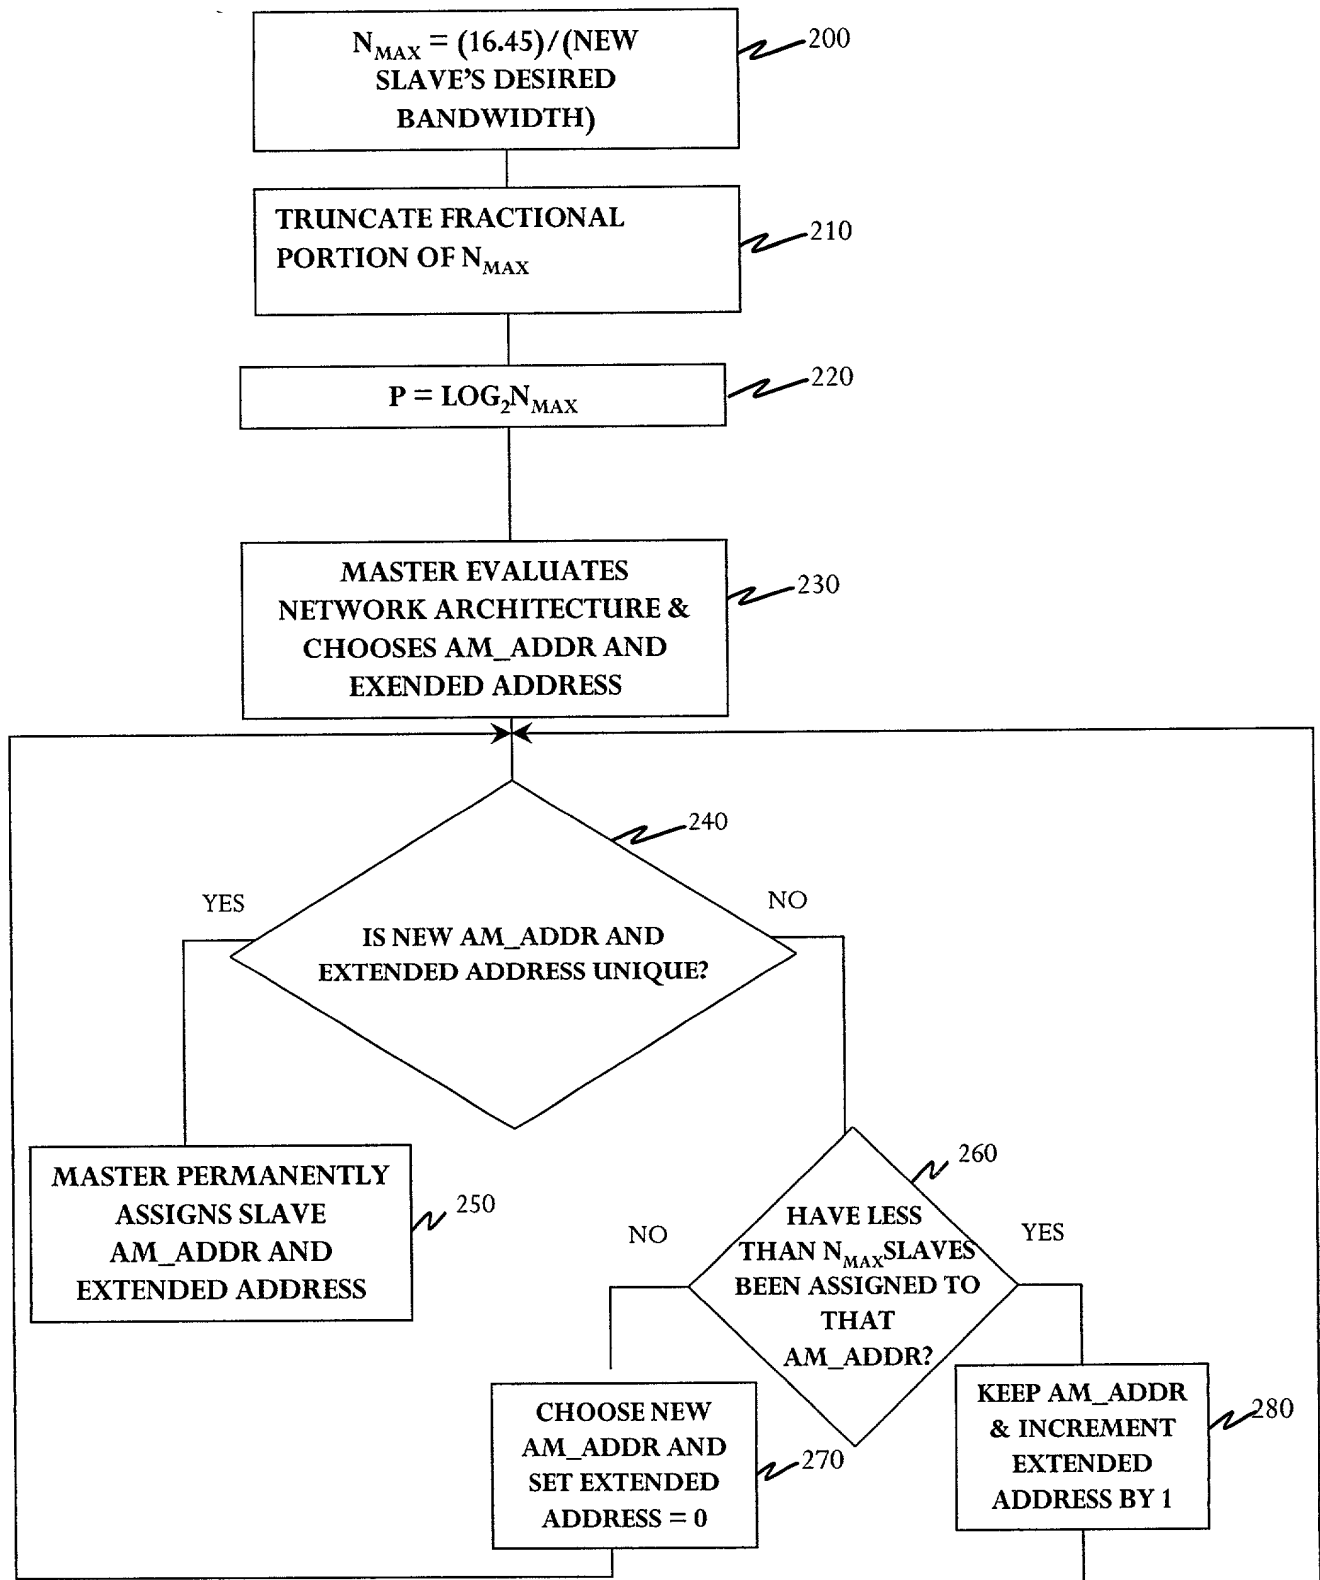 N_MAX = (16.45)/(NEW
SLAVE'S DESIRED
BANDWIDTH)
200
TRUNCATE FRACTIONAL
PORTION OF N_MAX
210
P = LOG₂N_MAX
220
MASTER EVALUATES
NETWORK ARCHITECTURE &
CHOOSES AM_ADDR AND
EXENDED ADDRESS
230
240
YES
NO
IS NEW AM_ADDR AND
EXTENDED ADDRESS UNIQUE?
MASTER PERMANENTLY
ASSIGNS SLAVE
AM_ADDR AND
EXTENDED ADDRESS
250
260
NO
YES
HAVE LESS
THAN N_MAX SLAVES
BEEN ASSIGNED TO
THAT
AM_ADDR?
CHOOSE NEW
AM_ADDR AND
SET EXTENDED
ADDRESS = 0
270
KEEP AM_ADDR
& INCREMENT
EXTENDED
ADDRESS BY 1
280